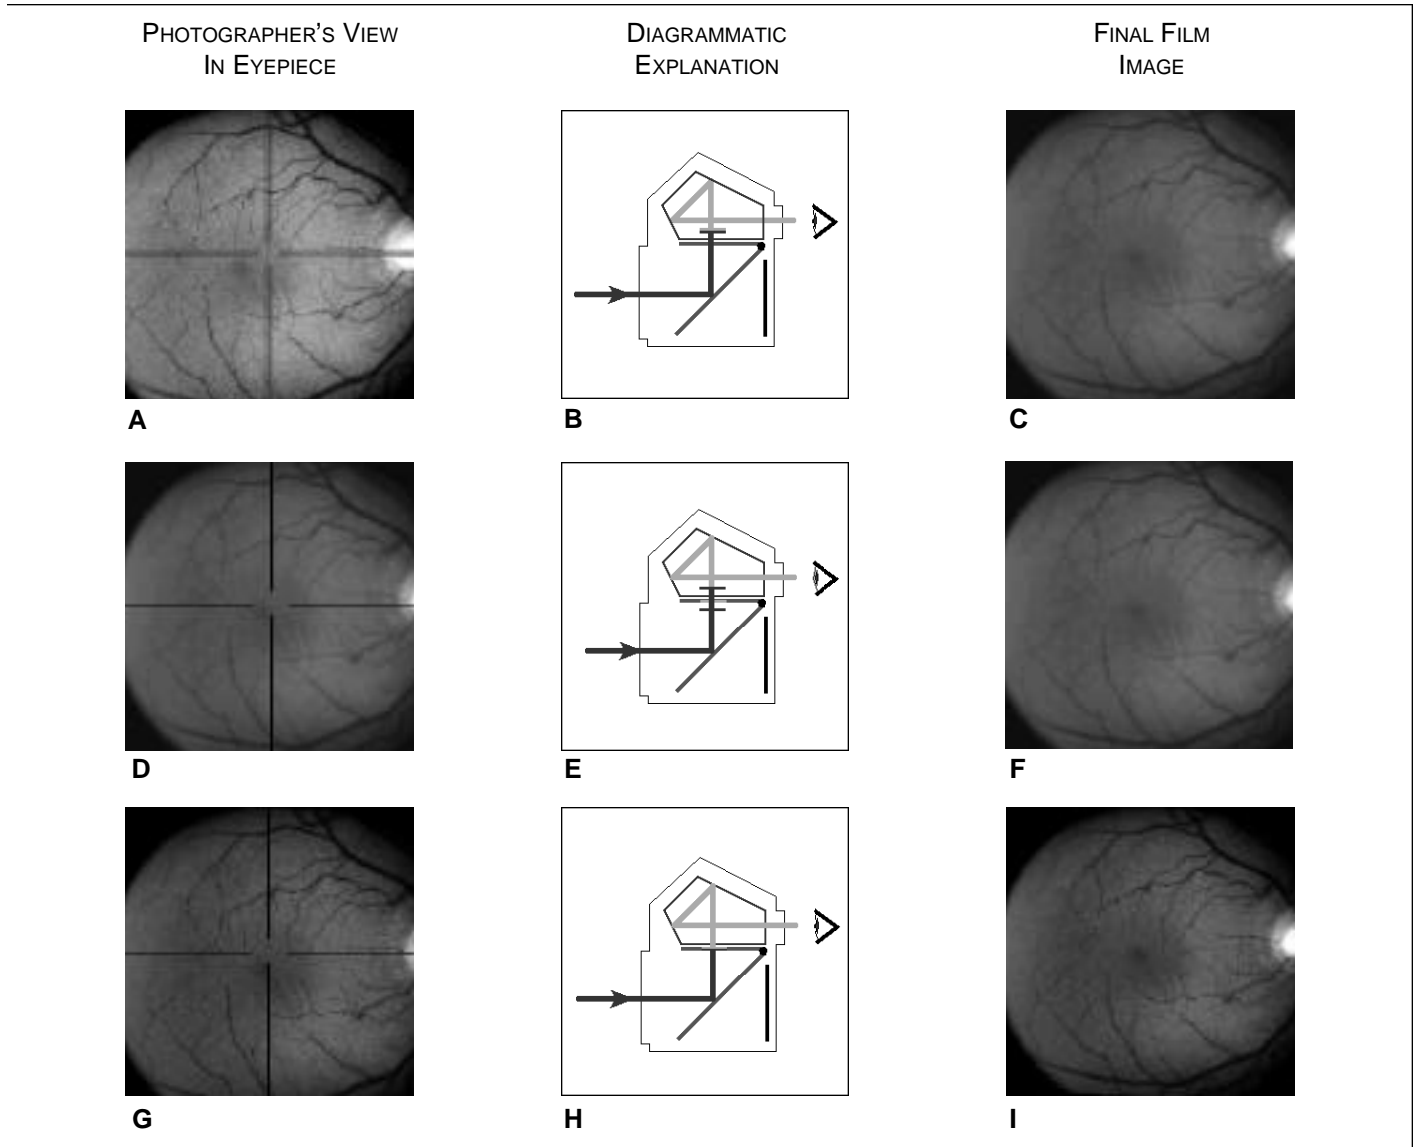 PHOTOGRAPHER'S VIEW
IN EYEPIECE
DIAGRAMMATIC
EXPLANATION
FINAL FILM
IMAGE
A
B
C
D
E
F
G
H
I